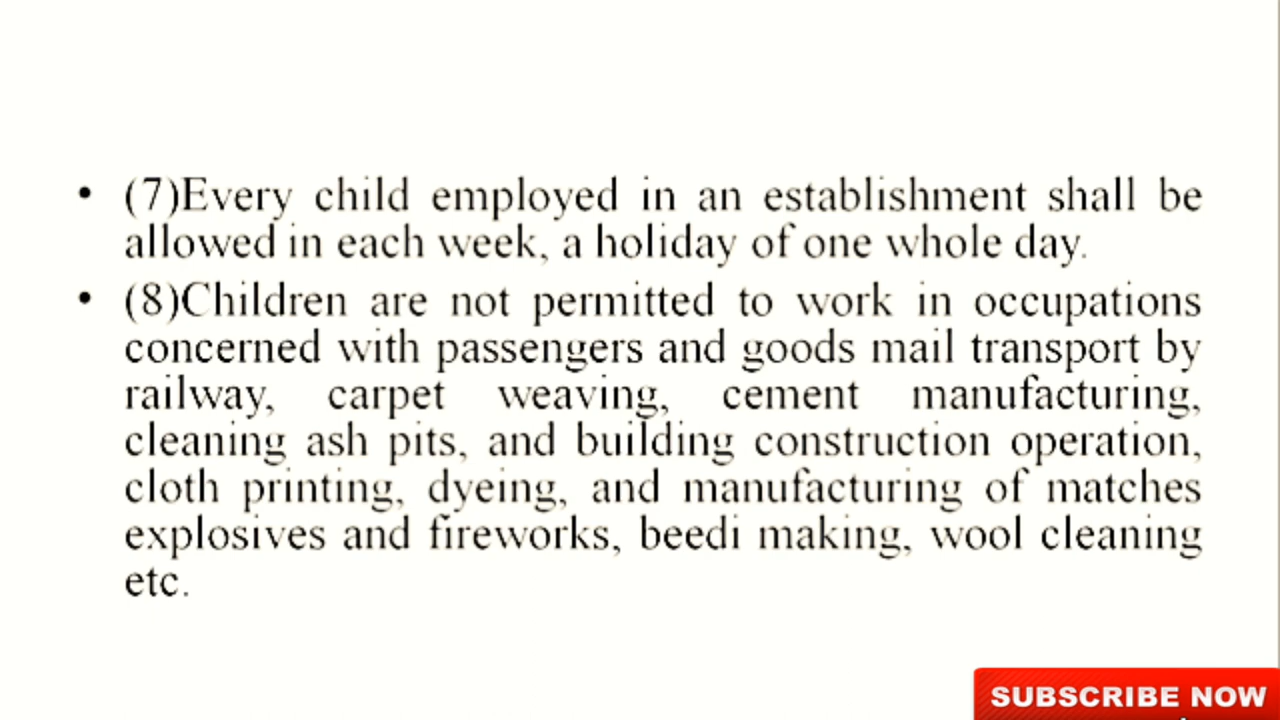 • (7)Every child employed in an establishment shall be
allowed in each week, a holiday of one whole day.
• (8)Children are not permitted to work in occupations
concerned with passengers and goods mail transport by
railway, carpet weaving, cement manufacturing,
cleaning ash pits, and building construction operation,
cloth printing, dyeing, and manufacturing of matches
explosives and fireworks, beedi making, wool cleaning
etc.
SUBSCRIBE NOW